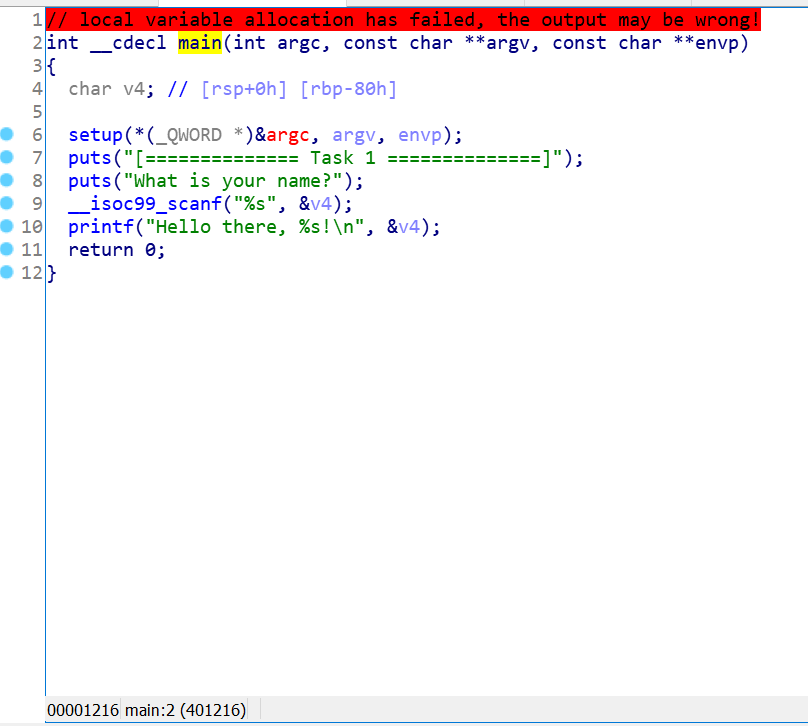 1 // local variable allocation has failed, the output may be wrong!
2 int __cdecl main(int argc, const char **argv, const char **envp)
3 {
4   char v4; // [rsp+0h] [rbp-80h]
5
6   setup(*(_QWORD *)&argc, argv, envp);
7   puts("[============== Task 1 ==============]");
8   puts("What is your name?");
9   __isoc99_scanf("%s", &v4);
10   printf("Hello there, %s!\n", &v4);
11   return 0;
12 }
00001216 main:2 (401216)